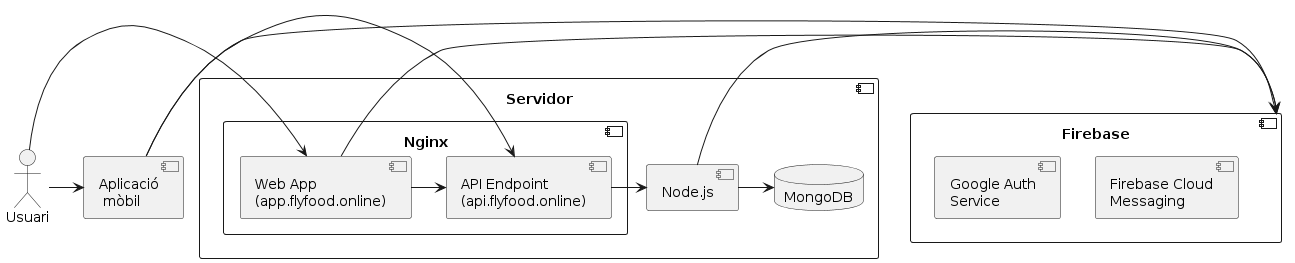 Servidor
Nginx
Firebase
Usuari
Aplicació
mòbil
Web App
(app.flyfood.online)
API Endpoint
(api.flyfood.online)
Node.js
MongoDB
Google Auth
Service
Firebase Cloud
Messaging